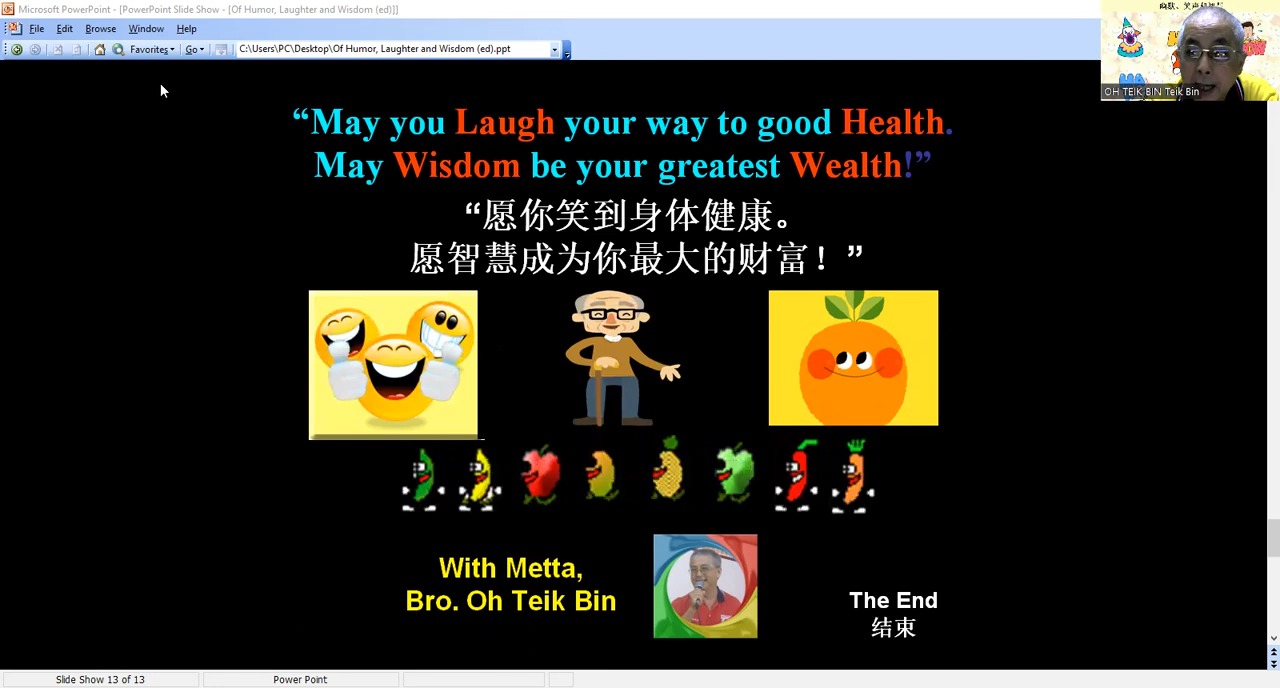 Microsoft PowerPoint - [PowerPoint Slide Show - [Of Humor, Laughter and Wisdom (ed)]]
File Edit Browse Window Help
Favorites Go C:\Users\PC\Desktop\Of Humor, Laughter and Wisdom (ed).ppt
OH TEIK BIN Teik Bin
“May you Laugh your way to good Health.
May Wisdom be your greatest Wealth!”
“愿你笑到身体健康。
愿智慧成为你最大的财富！”
With Metta,
Bro. Oh Teik Bin
The End
结束
Slide Show 13 of 13 Power Point